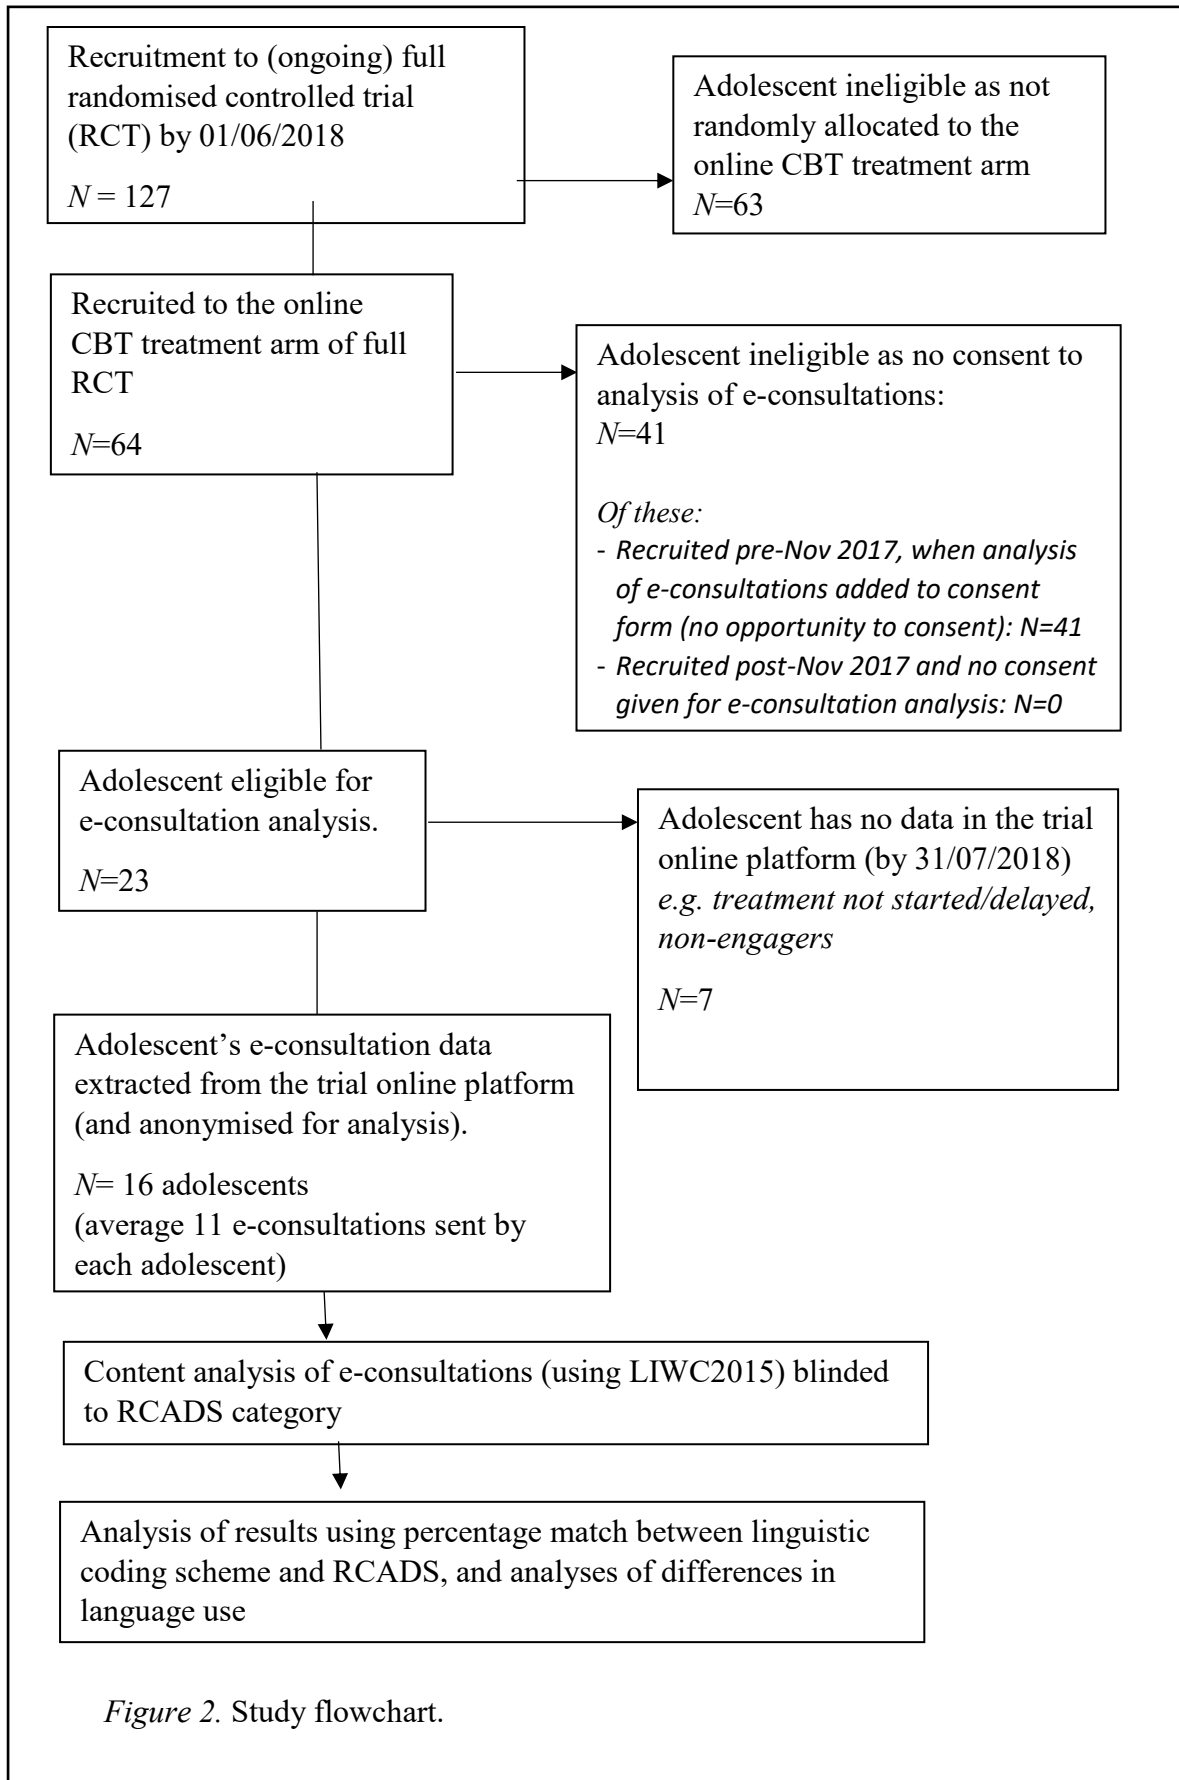 Recruitment to (ongoing) full
randomised controlled trial
(RCT) by 01/06/2018
N = 127
Adolescent ineligible as not
randomly allocated to the
online CBT treatment arm
N=63
Recruited to the online
CBT treatment arm of full
RCT
N=64
Adolescent ineligible as no consent to
analysis of e-consultations:
N=41
Of these:
- Recruited pre-Nov 2017, when analysis
of e-consultations added to consent
form (no opportunity to consent): N=41
- Recruited post-Nov 2017 and no consent
given for e-consultation analysis: N=0
Adolescent eligible for
e-consultation analysis.
N=23
Adolescent has no data in the trial
online platform (by 31/07/2018)
e.g. treatment not started/delayed,
non-engagers
N=7
Adolescent’s e-consultation data
extracted from the trial online platform
(and anonymised for analysis).
N= 16 adolescents
(average 11 e-consultations sent by
each adolescent)
Content analysis of e-consultations (using LIWC2015) blinded
to RCADS category
Analysis of results using percentage match between linguistic
coding scheme and RCADS, and analyses of differences in
language use
Figure 2. Study flowchart.